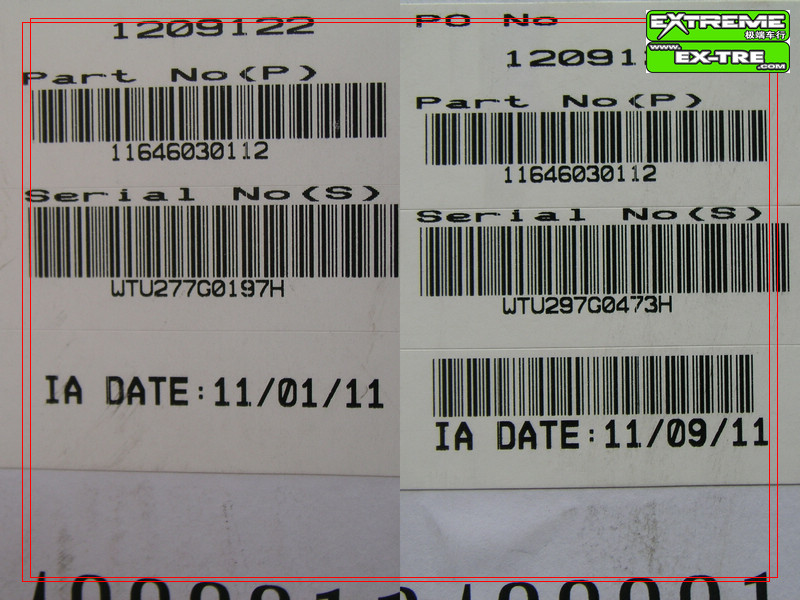 1209122
Part No(P)
11646030112
Serial No(S)
WTU277G0197H
IA DATE:11/01/11
PO No
Part No(P)
11646030112
Serial No(S)
WTU297G0473H
IA DATE:11/09/11
EXTREME
极端车行
www.
EX-TRE
.COM